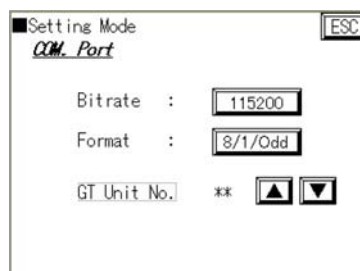 ■Setting Mode ESC
COM. Port
Bitrate : 115200
Format : 8/1/Odd
GT Unit No. ** ▲ ▼